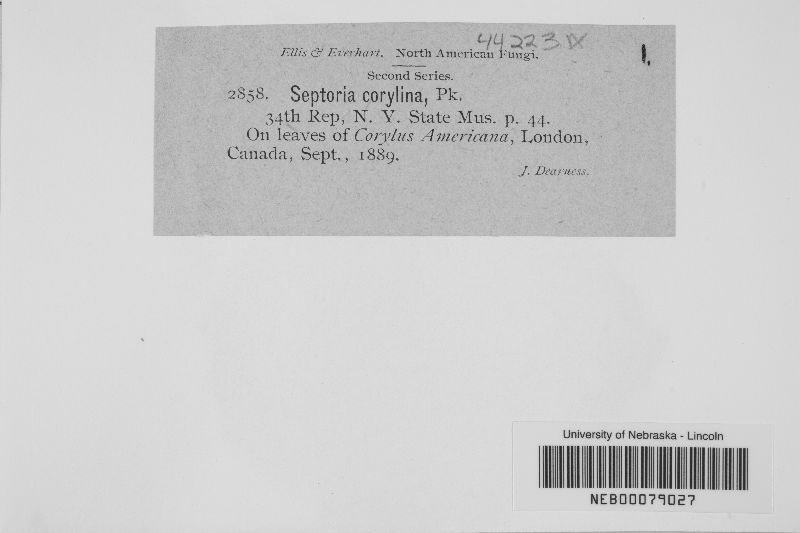 44223 IX
Ellis & Everhart. North American Fungi.
1.
Second Series.
2858. Septoria corylina, Pk.
34th Rep, N. Y. State Mus. p. 44.
On leaves of Corylus Americana, London,
Canada, Sept., 1889.
J. Dearness.
University of Nebraska - Lincoln
NEB00079027